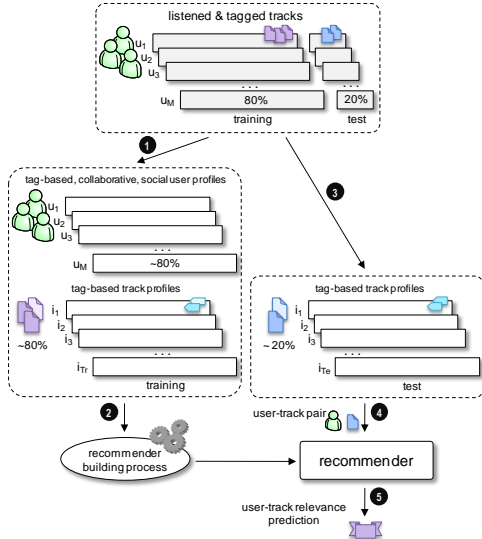 listened & tagged tracks
u1
u2
u3
...
uM 80% 20%
training test
1
3
tag-based, collaborative, social user profiles
u1
u2
u3
...
uM ~80%
tag-based track profiles
i1
i2
i3
~80%
...
iTr
training
tag-based track profiles
i1
i2
i3
~20%
...
iTe
test
2
user-track pair 4
recommender
building process
recommender
5
user-track relevance
prediction